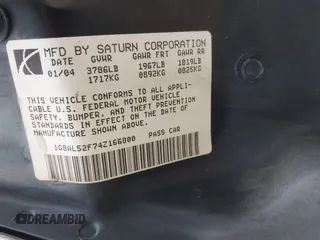 MFD BY SATURN CORPORATION
DATE GVWR GAWR FRT GAWR RR
01/04 3786LB 1967LB 1819LB
1717KG 0892KG 0825KG
THIS VEHICLE CONFORMS TO ALL APPLI-
CABLE U.S. FEDERAL MOTOR VEHICLE
SAFETY, BUMPER, AND THEFT PREVENTION
STANDARDS IN EFFECT ON THE DATE OF
MANUFACTURE SHOWN ABOVE.
1G8AL52F74Z166800 PASS CAR
DREAMBID